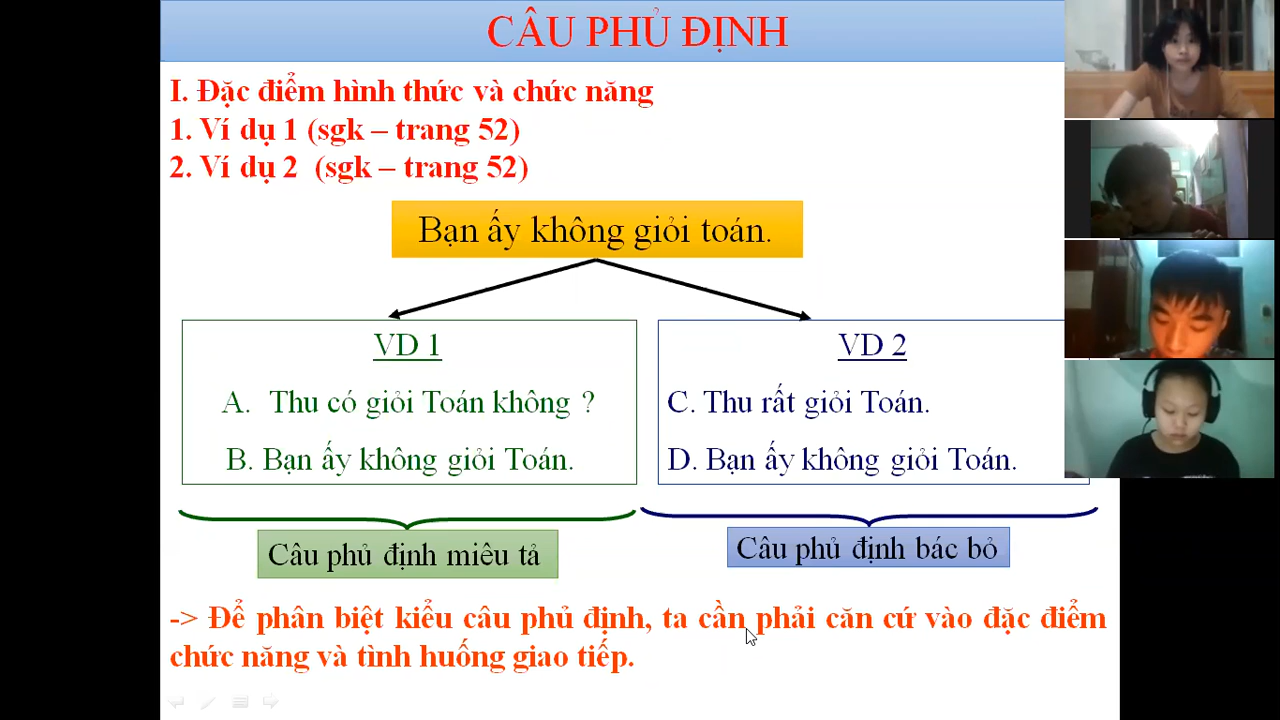 CÂU PHỦ ĐỊNH
I. Đặc điểm hình thức và chức năng
1. Ví dụ 1 (sgk – trang 52)
2. Ví dụ 2 (sgk – trang 52)
Bạn ấy không giỏi toán.
VD 1
A. Thu có giỏi Toán không ?
B. Bạn ấy không giỏi Toán.
VD 2
C. Thu rất giỏi Toán.
D. Bạn ấy không giỏi Toán.
Câu phủ định miêu tả
Câu phủ định bác bỏ
-> Để phân biệt kiểu câu phủ định, ta cần phải căn cứ vào đặc điểm
chức năng và tình huống giao tiếp.